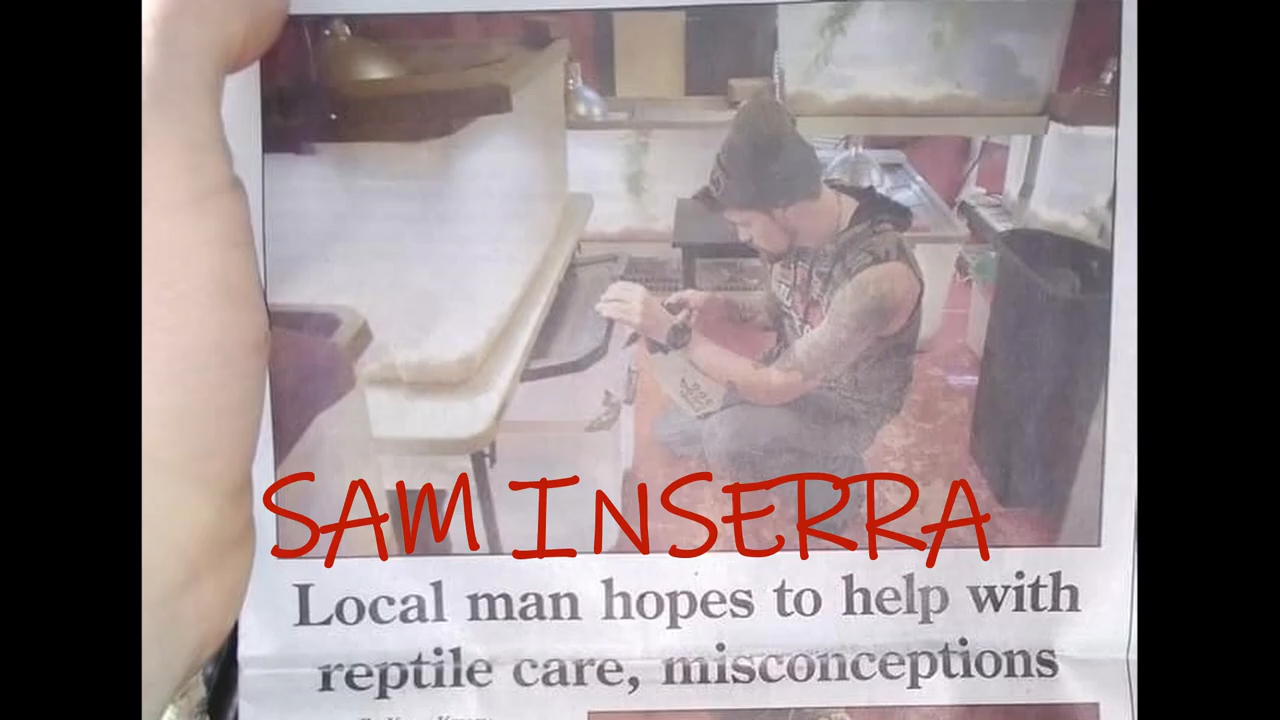 SAM INSERRA
Local man hopes to help with
reptile care, misconceptions